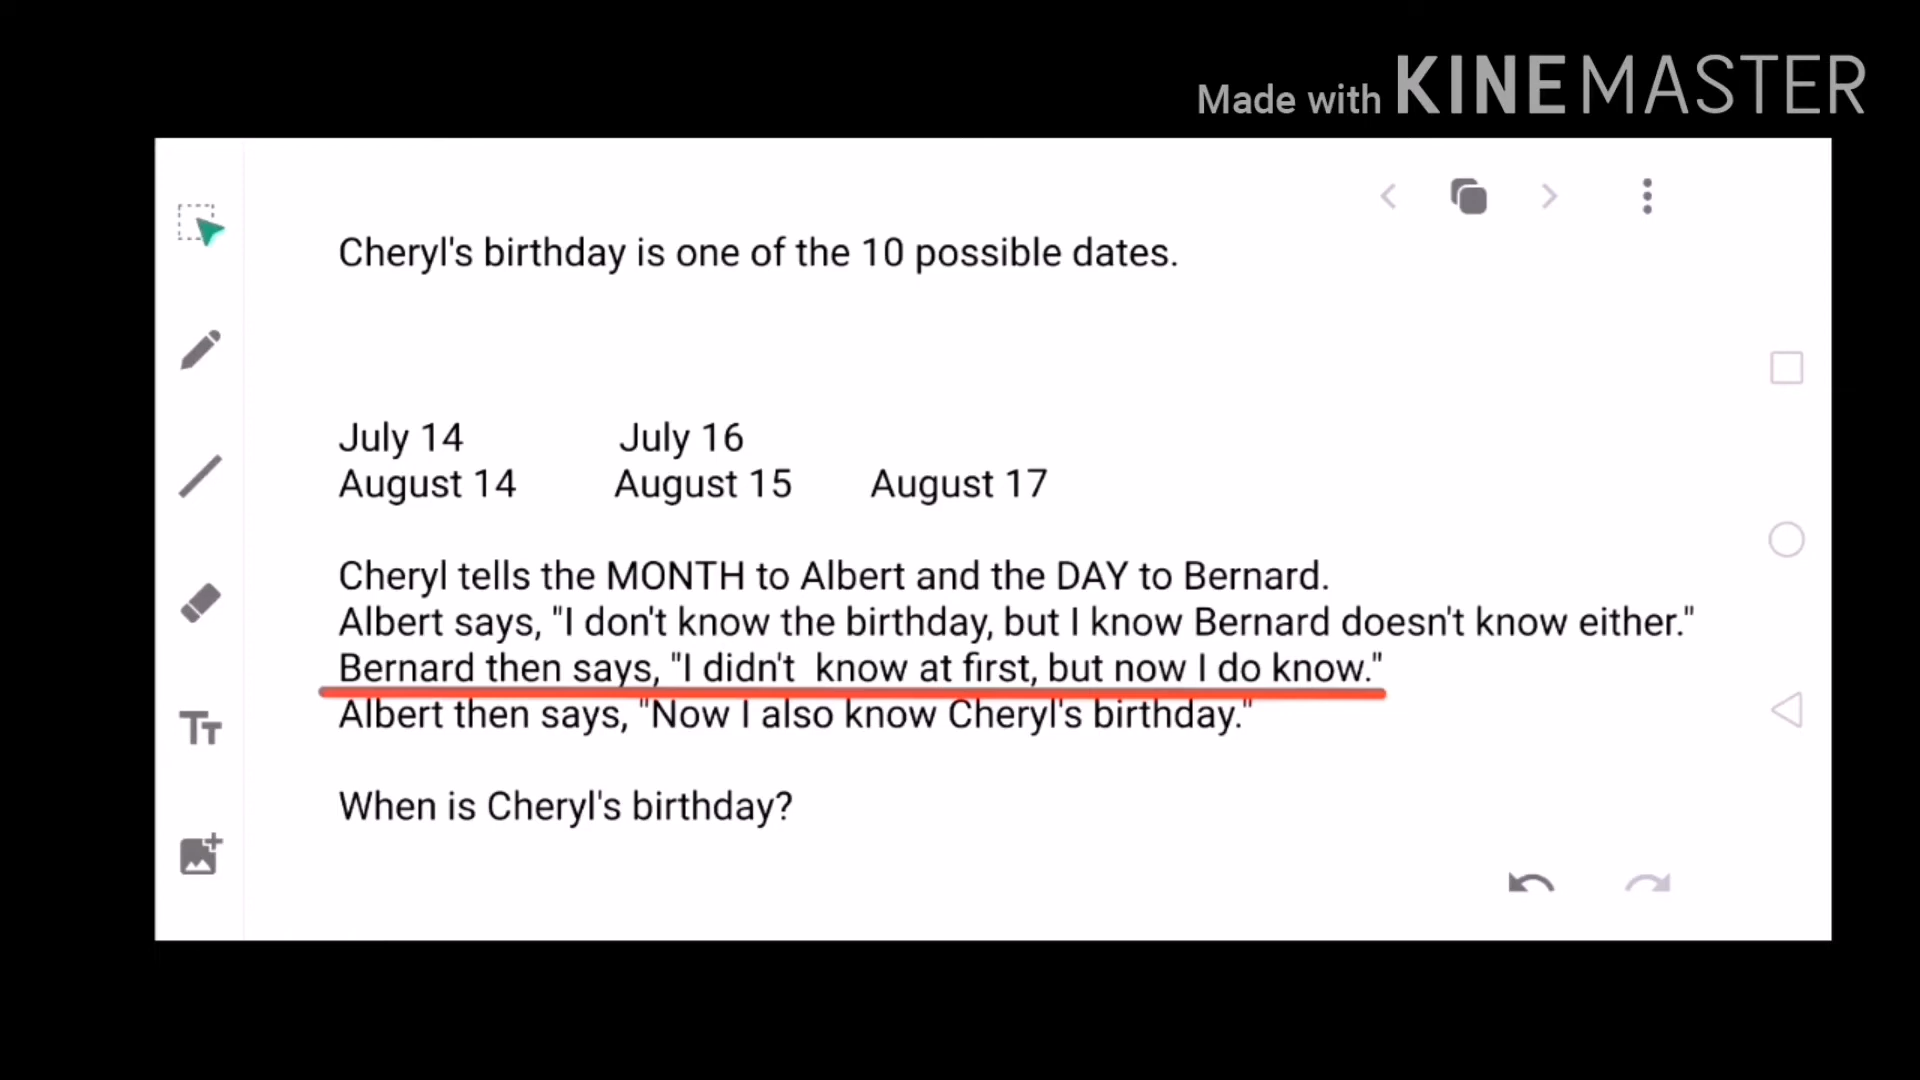 Made with KINEMASTER
Cheryl's birthday is one of the 10 possible dates.
July 14 July 16
August 14 August 15 August 17
Cheryl tells the MONTH to Albert and the DAY to Bernard.
Albert says, "I don't know the birthday, but I know Bernard doesn't know either."
Bernard then says, "I didn't  know at first, but now I do know."
Albert then says, "Now I also know Cheryl's birthday."
When is Cheryl's birthday?
Tт